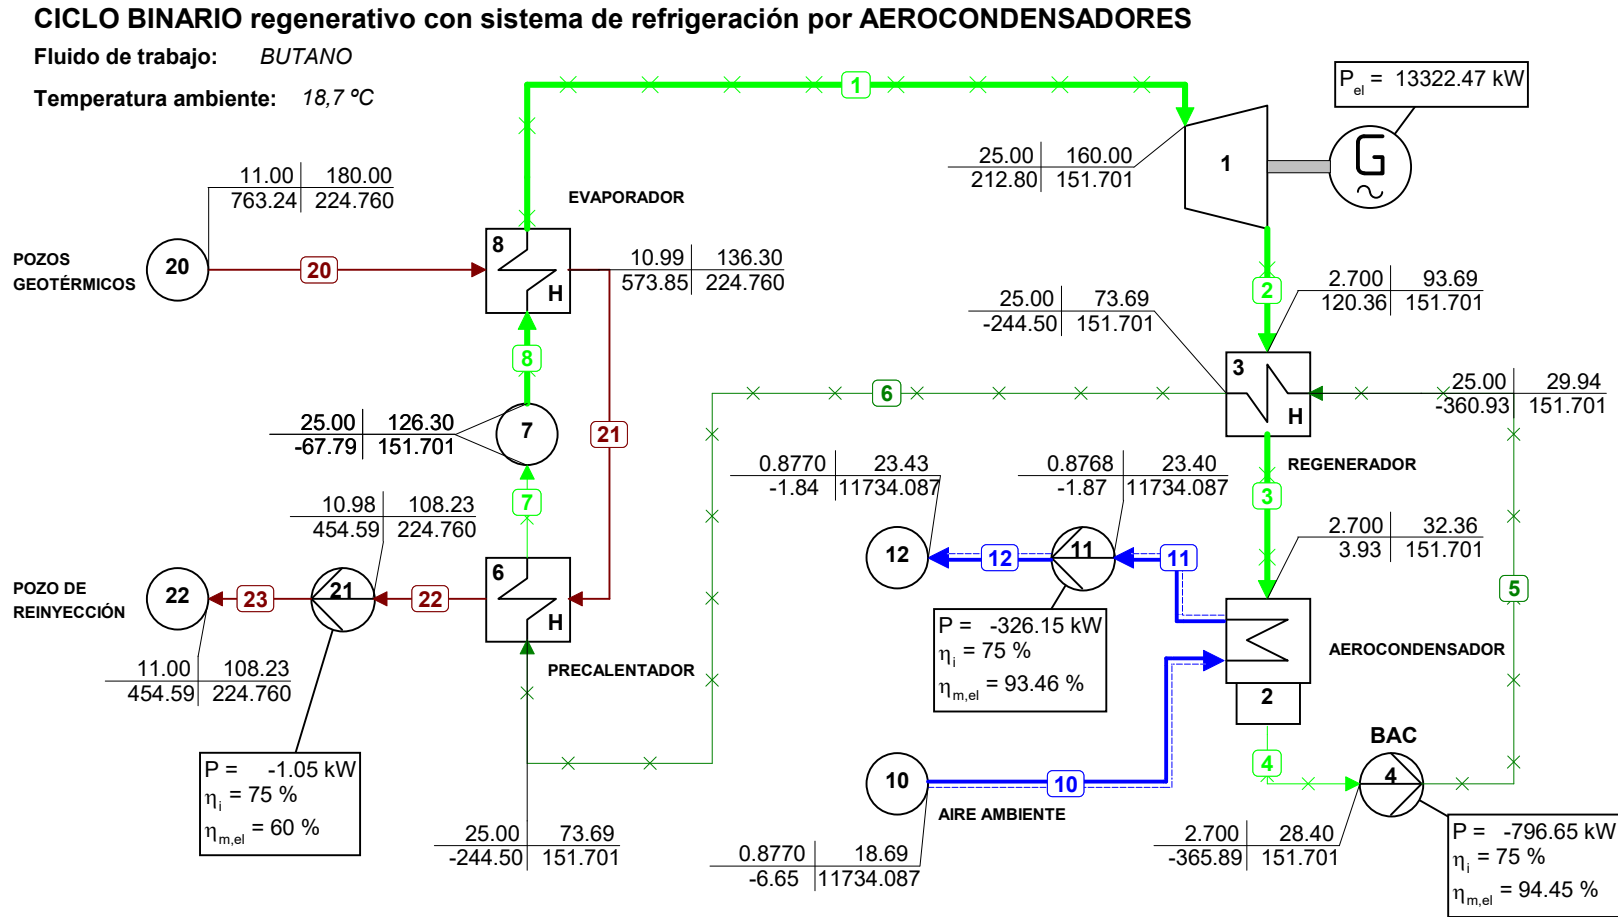 CICLO BINARIO regenerativo con sistema de refrigeración por AEROCONDENSADORES
Fluido de trabajo: BUTANO
Temperatura ambiente: 18,7 ºC
P el = 13322.47 kW
1
G
1
25.00 160.00
212.80 151.701
11.00 180.00
763.24 224.760
EVAPORADOR
POZOS
GEOTÉRMICOS
20
20
8
H
10.99 136.30
573.85 224.760
2
2.700 93.69
120.36 151.701
25.00 73.69
-244.50 151.701
8
3
H
6
25.00 29.94
-360.93 151.701
25.00 126.30
-67.79 151.701
7
21
REGENERADOR
0.8770 23.43
-1.84 11734.087
0.8768 23.40
-1.87 11734.087
3
7
10.98 108.23
454.59 224.760
2.700 32.36
3.93 151.701
12
12
11
11
POZO DE
REINYECCIÓN
22
23
21
22
6
H
5
P = -326.15 kW
ηi = 75 %
ηm,el = 93.46 %
AEROCONDENSADOR
2
PRECALENTADOR
11.00 108.23
454.59 224.760
BAC
4
4
P = -1.05 kW
ηi = 75 %
ηm,el = 60 %
10
10
AIRE AMBIENTE
25.00 73.69
-244.50 151.701
0.8770 18.69
-6.65 11734.087
2.700 28.40
-365.89 151.701
P = -796.65 kW
ηi = 75 %
ηm,el = 94.45 %